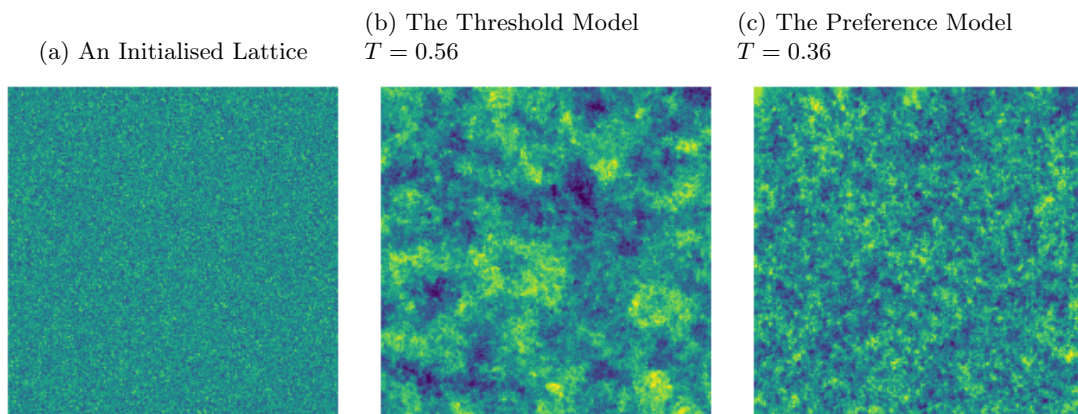 (a) An Initialised Lattice
(b) The Threshold Model
T = 0.56
(c) The Preference Model
T = 0.36